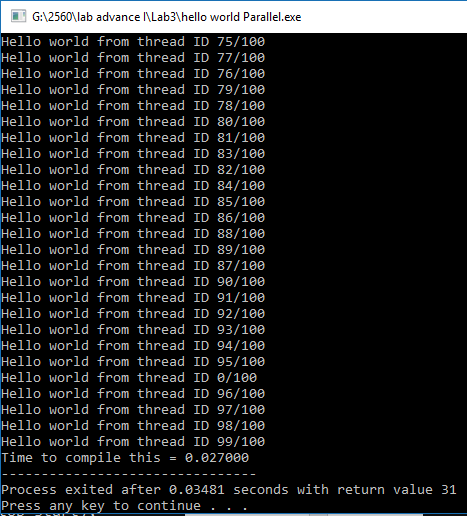 G:\2560\lab advance I\Lab3\hello world Parallel.exe
Hello world from thread ID 75/100
Hello world from thread ID 77/100
Hello world from thread ID 76/100
Hello world from thread ID 79/100
Hello world from thread ID 78/100
Hello world from thread ID 80/100
Hello world from thread ID 81/100
Hello world from thread ID 83/100
Hello world from thread ID 82/100
Hello world from thread ID 84/100
Hello world from thread ID 85/100
Hello world from thread ID 86/100
Hello world from thread ID 88/100
Hello world from thread ID 89/100
Hello world from thread ID 87/100
Hello world from thread ID 90/100
Hello world from thread ID 91/100
Hello world from thread ID 92/100
Hello world from thread ID 93/100
Hello world from thread ID 94/100
Hello world from thread ID 95/100
Hello world from thread ID 0/100
Hello world from thread ID 96/100
Hello world from thread ID 97/100
Hello world from thread ID 98/100
Hello world from thread ID 99/100
Time to compile this = 0.027000
--------------------------------
Process exited after 0.03481 seconds with return value 31
Press any key to continue . . .